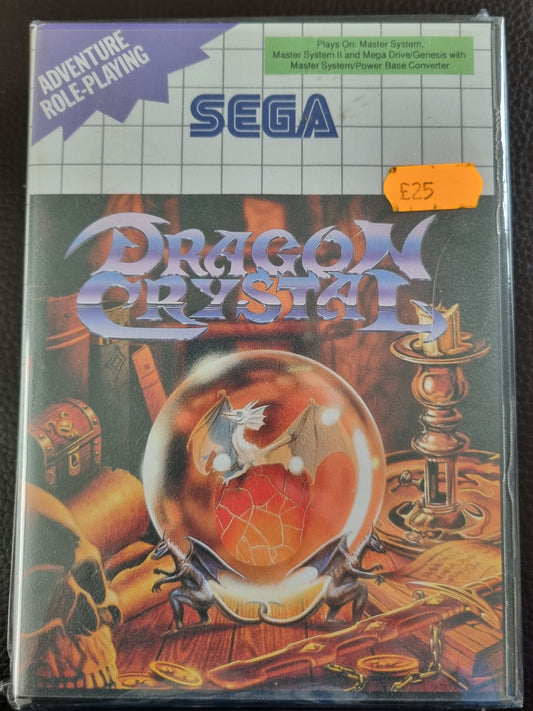 ADVENTURE
ROLE-PLAYING
Plays On: Master System,
Master System II and Mega Drive/Genesis with
Master System/Power Base Converter
SEGA
£25
DRAGON
CRYSTAL